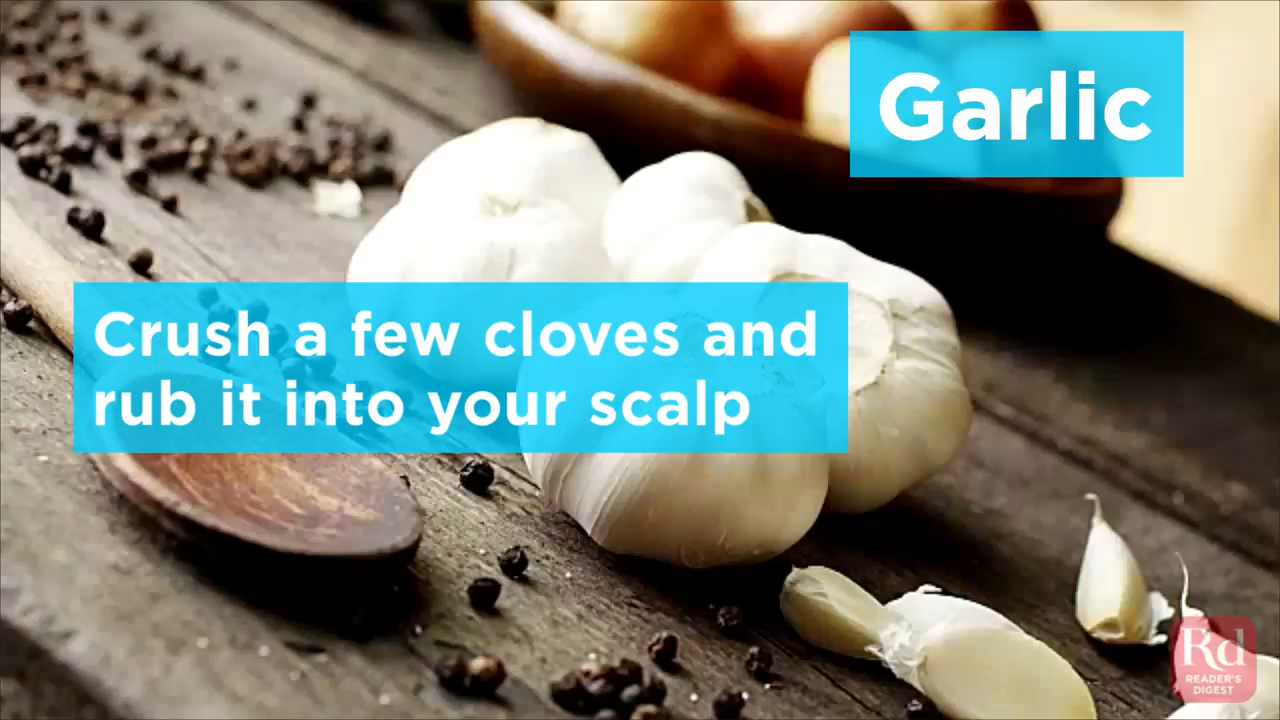 Garlic
Crush a few cloves and
rub it into your scalp
Rd
READER'S
DIGEST